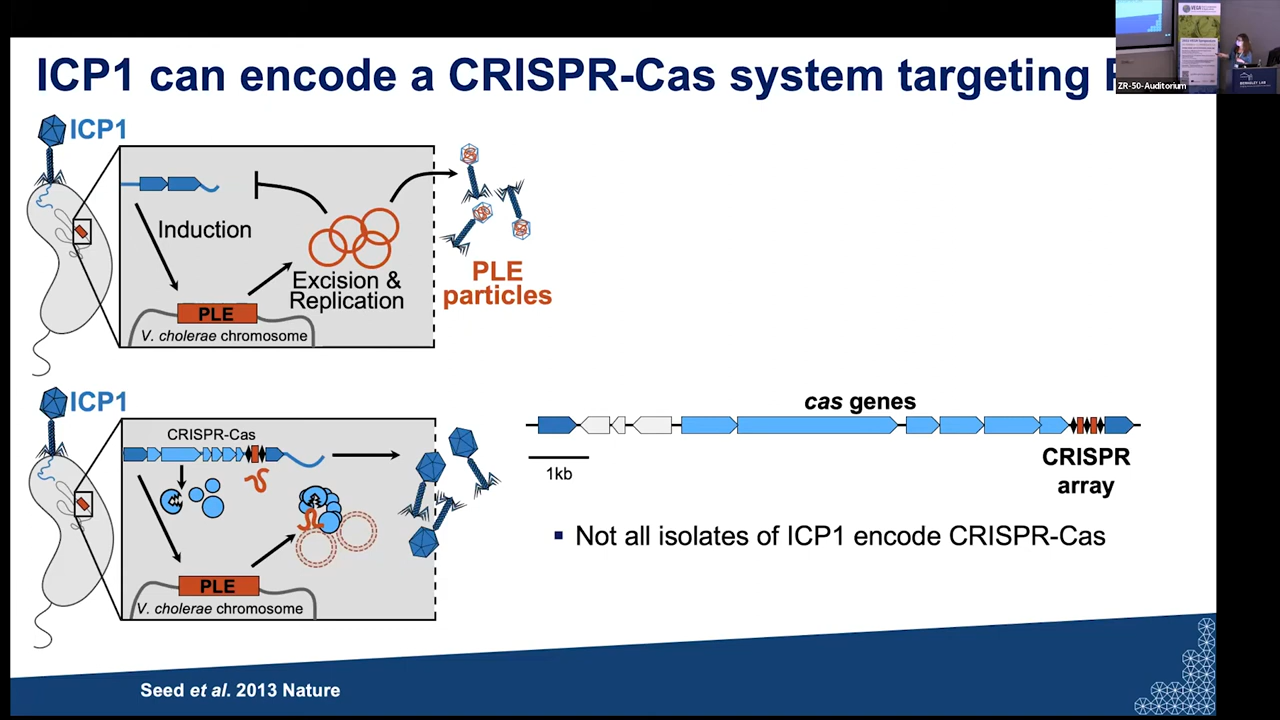 ICP1 can encode a CRISPR-Cas system targeting
ZR-50-Auditorium
BERKELEY LAB
ICP1
Induction
Excision &
Replication
PLE
V. cholerae chromosome
PLE
particles
ICP1
CRISPR-Cas
PLE
V. cholerae chromosome
cas genes
1kb
CRISPR
array
▪ Not all isolates of ICP1 encode CRISPR-Cas
Seed et al. 2013 Nature